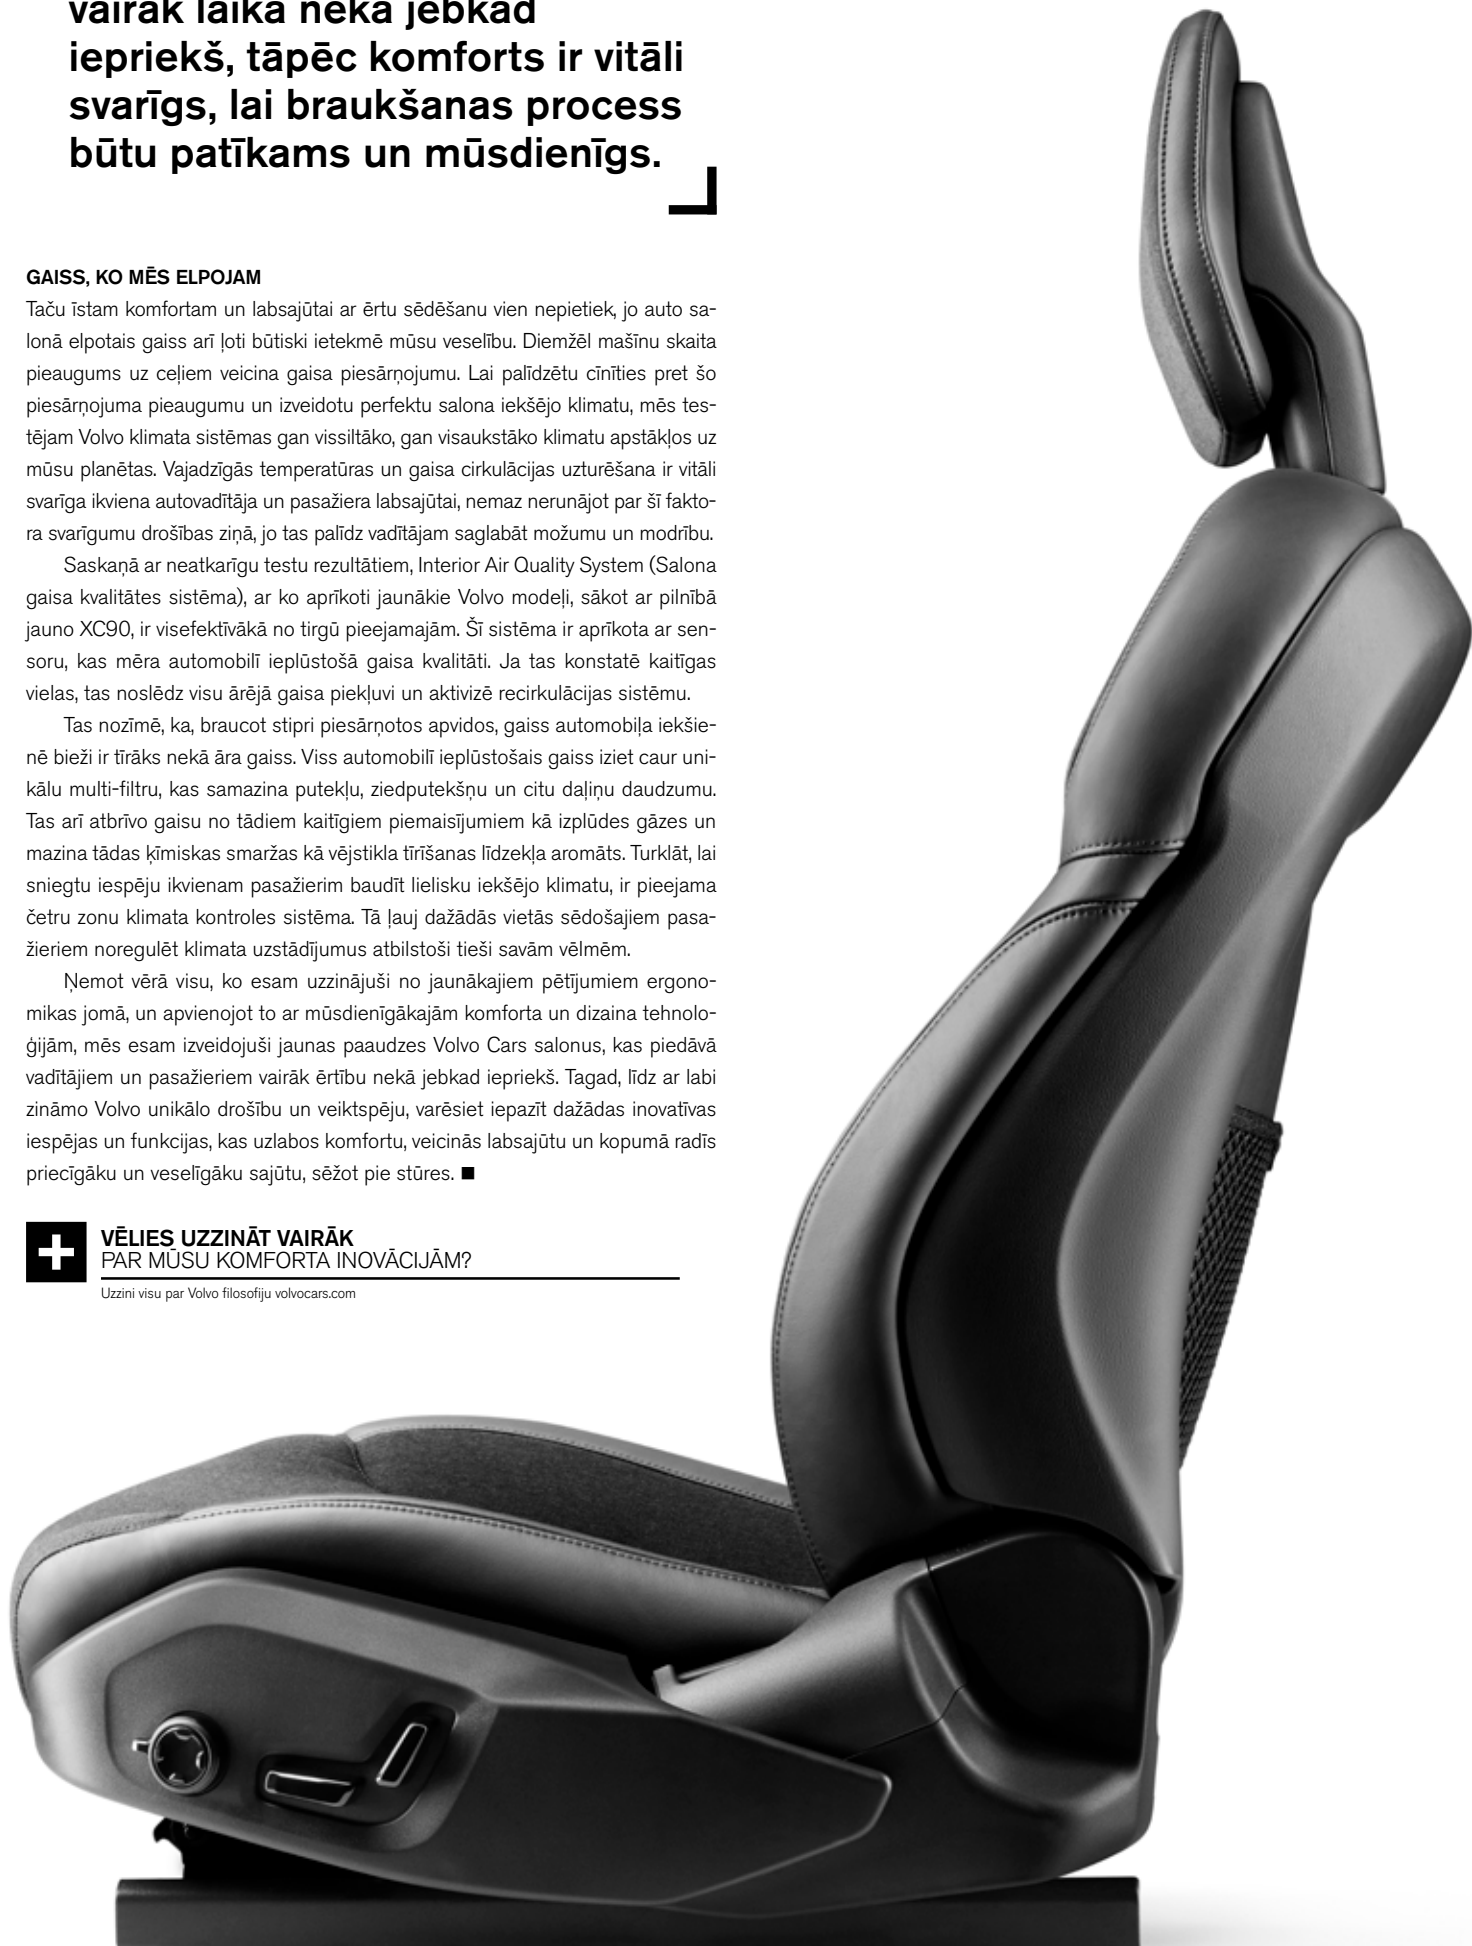 vairāk laika nekā jebkad
iepriekš, tāpēc komforts ir vitāli
svarīgs, lai braukšanas process
būtu patīkams un mūsdienīgs.
GAISS, KO MĒS ELPOJAM
Taču īstam komfortam un labsajūtai ar ērtu sēdēšanu vien nepietiek, jo auto sa-
lonā elpotais gaiss arī ļoti būtiski ietekmē mūsu veselību. Diemžēl mašīnu skaita
pieaugums uz ceļiem veicina gaisa piesārņojumu. Lai palīdzētu cīnīties pret šo
piesārņojuma pieaugumu un izveidotu perfektu salona iekšējo klimatu, mēs tes-
tējam Volvo klimata sistēmas gan vissiltāko, gan visaukstāko klimatu apstākļos uz
mūsu planētas. Vajadzīgās temperatūras un gaisa cirkulācijas uzturēšana ir vitāli
svarīga ikviena autovadītāja un pasažiera labsajūtai, nemaz nerunājot par šī fakto-
ra svarīgumu drošības ziņā, jo tas palīdz vadītājam saglabāt možumu un modrību.
Saskaņā ar neatkarīgu testu rezultātiem, Interior Air Quality System (Salona
gaisa kvalitātes sistēma), ar ko aprīkoti jaunākie Volvo modeļi, sākot ar pilnībā
jauno XC90, ir visefektīvākā no tirgū pieejamajām. Šī sistēma ir aprīkota ar sen-
soru, kas mēra automobilī ieplūstošā gaisa kvalitāti. Ja tas konstatē kaitīgas
vielas, tas noslēdz visu ārējā gaisa piekļuvi un aktivizē recirkulācijas sistēmu.
Tas nozīmē, ka, braucot stipri piesārņotos apvidos, gaiss automobiļa iekšie-
nē bieži ir tīrāks nekā āra gaiss. Viss automobilī ieplūstošais gaiss iziet caur uni-
kālu multi-filtru, kas samazina putekļu, ziedputekšņu un citu daļiņu daudzumu.
Tas arī atbrīvo gaisu no tādiem kaitīgiem piemaisījumiem kā izplūdes gāzes un
mazina tādas ķīmiskas smaržas kā vējstikla tīrīšanas līdzekļa aromāts. Turklāt, lai
sniegtu iespēju ikvienam pasažierim baudīt lielisku iekšējo klimatu, ir pieejama
četru zonu klimata kontroles sistēma. Tā ļauj dažādās vietās sēdošajiem pasa-
žieriem noregulēt klimata uzstādījumus atbilstoši tieši savām vēlmēm.
Ņemot vērā visu, ko esam uzzinājuši no jaunākajiem pētījumiem ergono-
mikas jomā, un apvienojot to ar mūsdienīgākajām komforta un dizaina tehnolo-
ģijām, mēs esam izveidojuši jaunas paaudzes Volvo Cars salonus, kas piedāvā
vadītājiem un pasažieriem vairāk ērtību nekā jebkad iepriekš. Tagad, līdz ar labi
zināmo Volvo unikālo drošību un veiktspēju, varēsiet iepazīt dažādas inovatīvas
iespējas un funkcijas, kas uzlabos komfortu, veicinās labsajūtu un kopumā radīs
priecīgāku un veselīgāku sajūtu, sēžot pie stūres. ■
VĒLIES UZZINĀT VAIRĀK
PAR MŪSU KOMFORTA INOVĀCIJĀM?
Uzzini visu par Volvo filosofiju volvocars.com